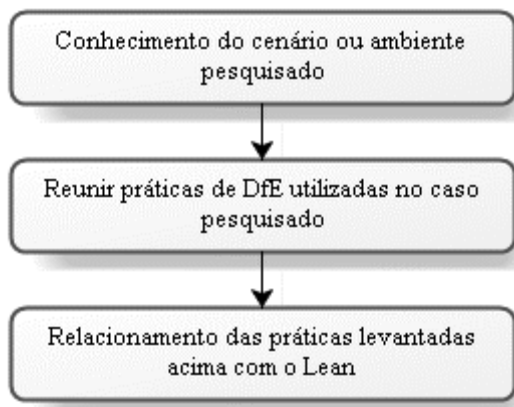 Conhecimento do cenário ou ambiente
pesquisado
Reunir práticas de DfE utilizadas no caso
pesquisado
Relacionamento das práticas levantadas
acima com o Lean